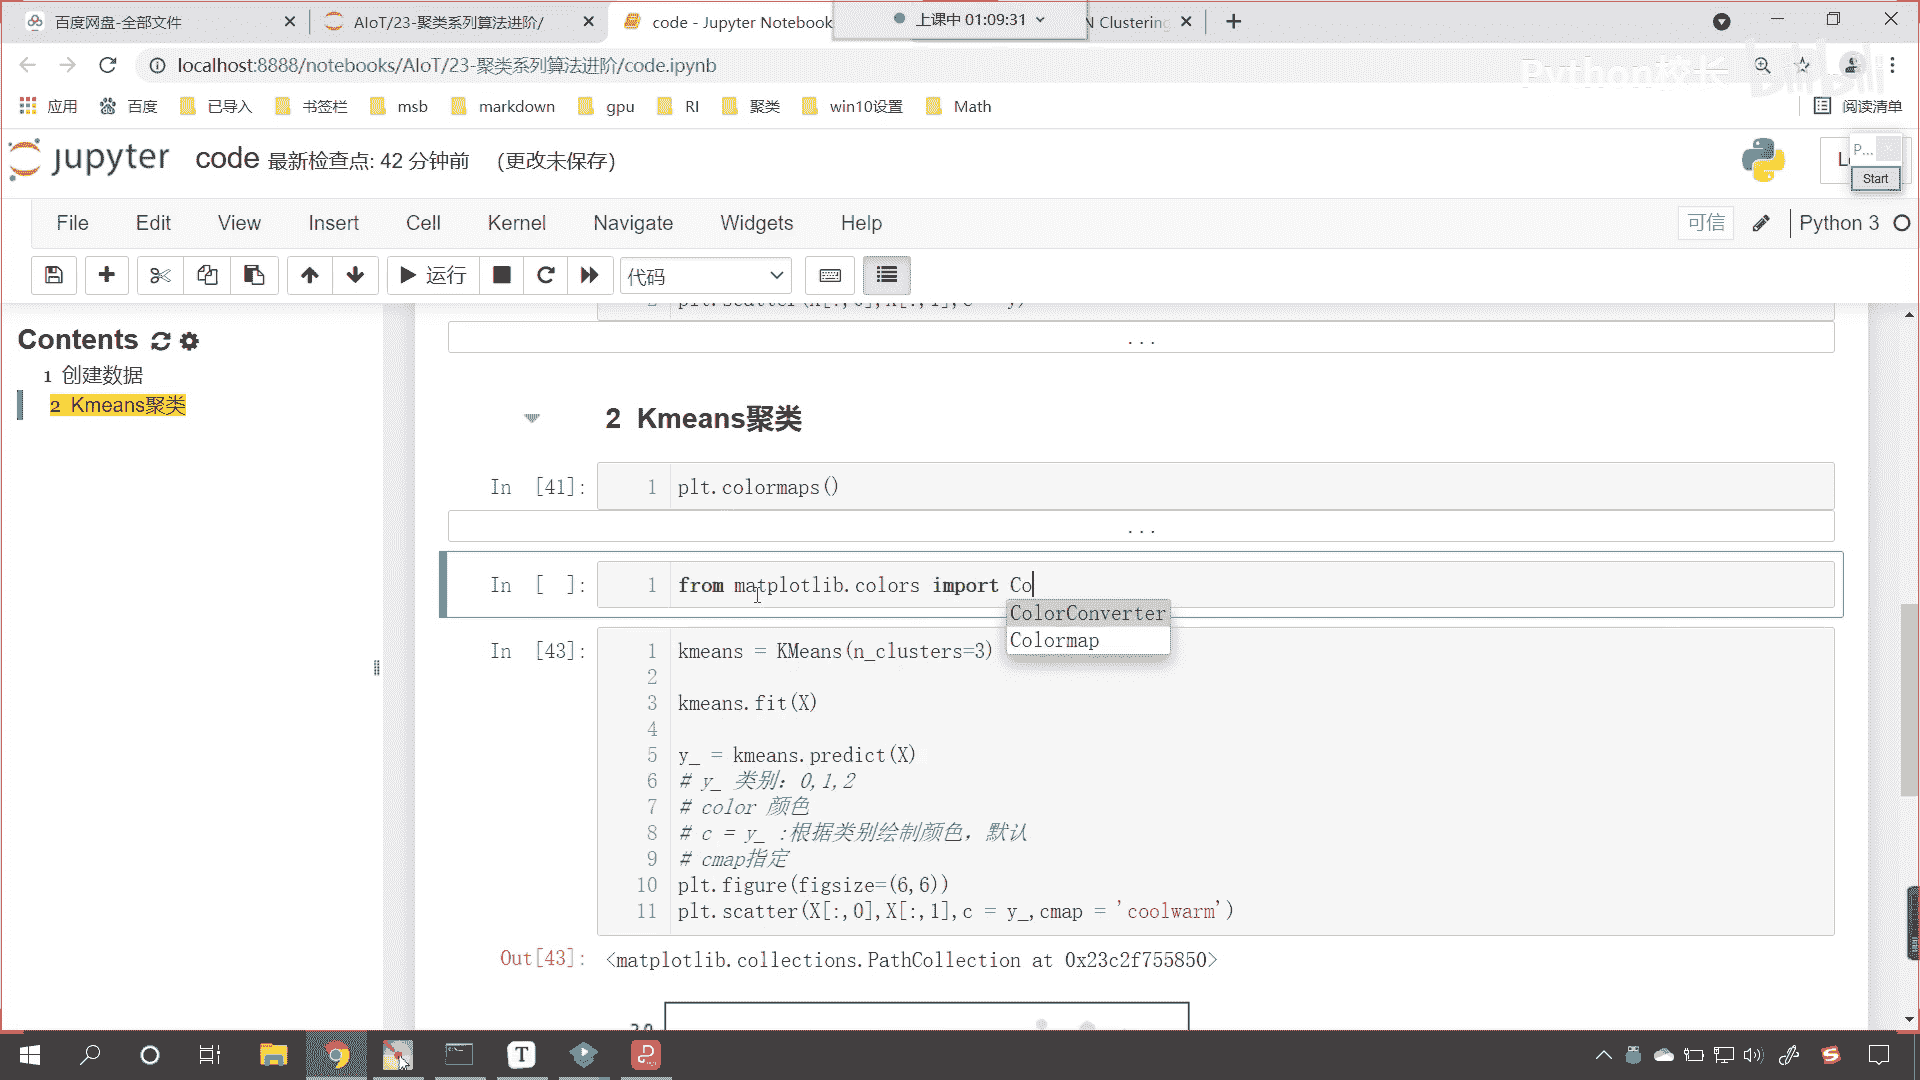 百度网盘-全部文件
AIoT/23-聚类系列算法进阶/
code - Jupyter Notebook
上课中 01:09:31
N Clustering
localhost:8888/notebooks/AIoT/23-聚类系列算法进阶/code.ipynb
Python校长
bilibili
应用 百度 已导入 书签栏 msb markdown gpu RI 聚类 win10设置 Math 阅读清单
jupyter code 最新检查点: 42 分钟前 (更改未保存)
P...
Start
File Edit View Insert Cell Kernel Navigate Widgets Help 可信 Python 3
运行 代码
Contents
1 创建数据
2 Kmeans聚类
...
2 Kmeans聚类
In [41]: 1 plt.colormaps()
...
In [ ]: 1 from matplotlib.colors import Co
ColorConverter
Colormap
In [43]: 1 kmeans = KMeans(n_clusters=3)
2
3 kmeans.fit(X)
4
5 y_ = kmeans.predict(X)
6 # y_ 类别：0,1,2
7 # color 颜色
8 # c = y_ :根据类别绘制颜色，默认
9 # cmap指定
10 plt.figure(figsize=(6,6))
11 plt.scatter(X[:,0],X[:,1],c = y_,cmap = 'coolwarm')
Out[43]: <matplotlib.collections.PathCollection at 0x23c2f755850>